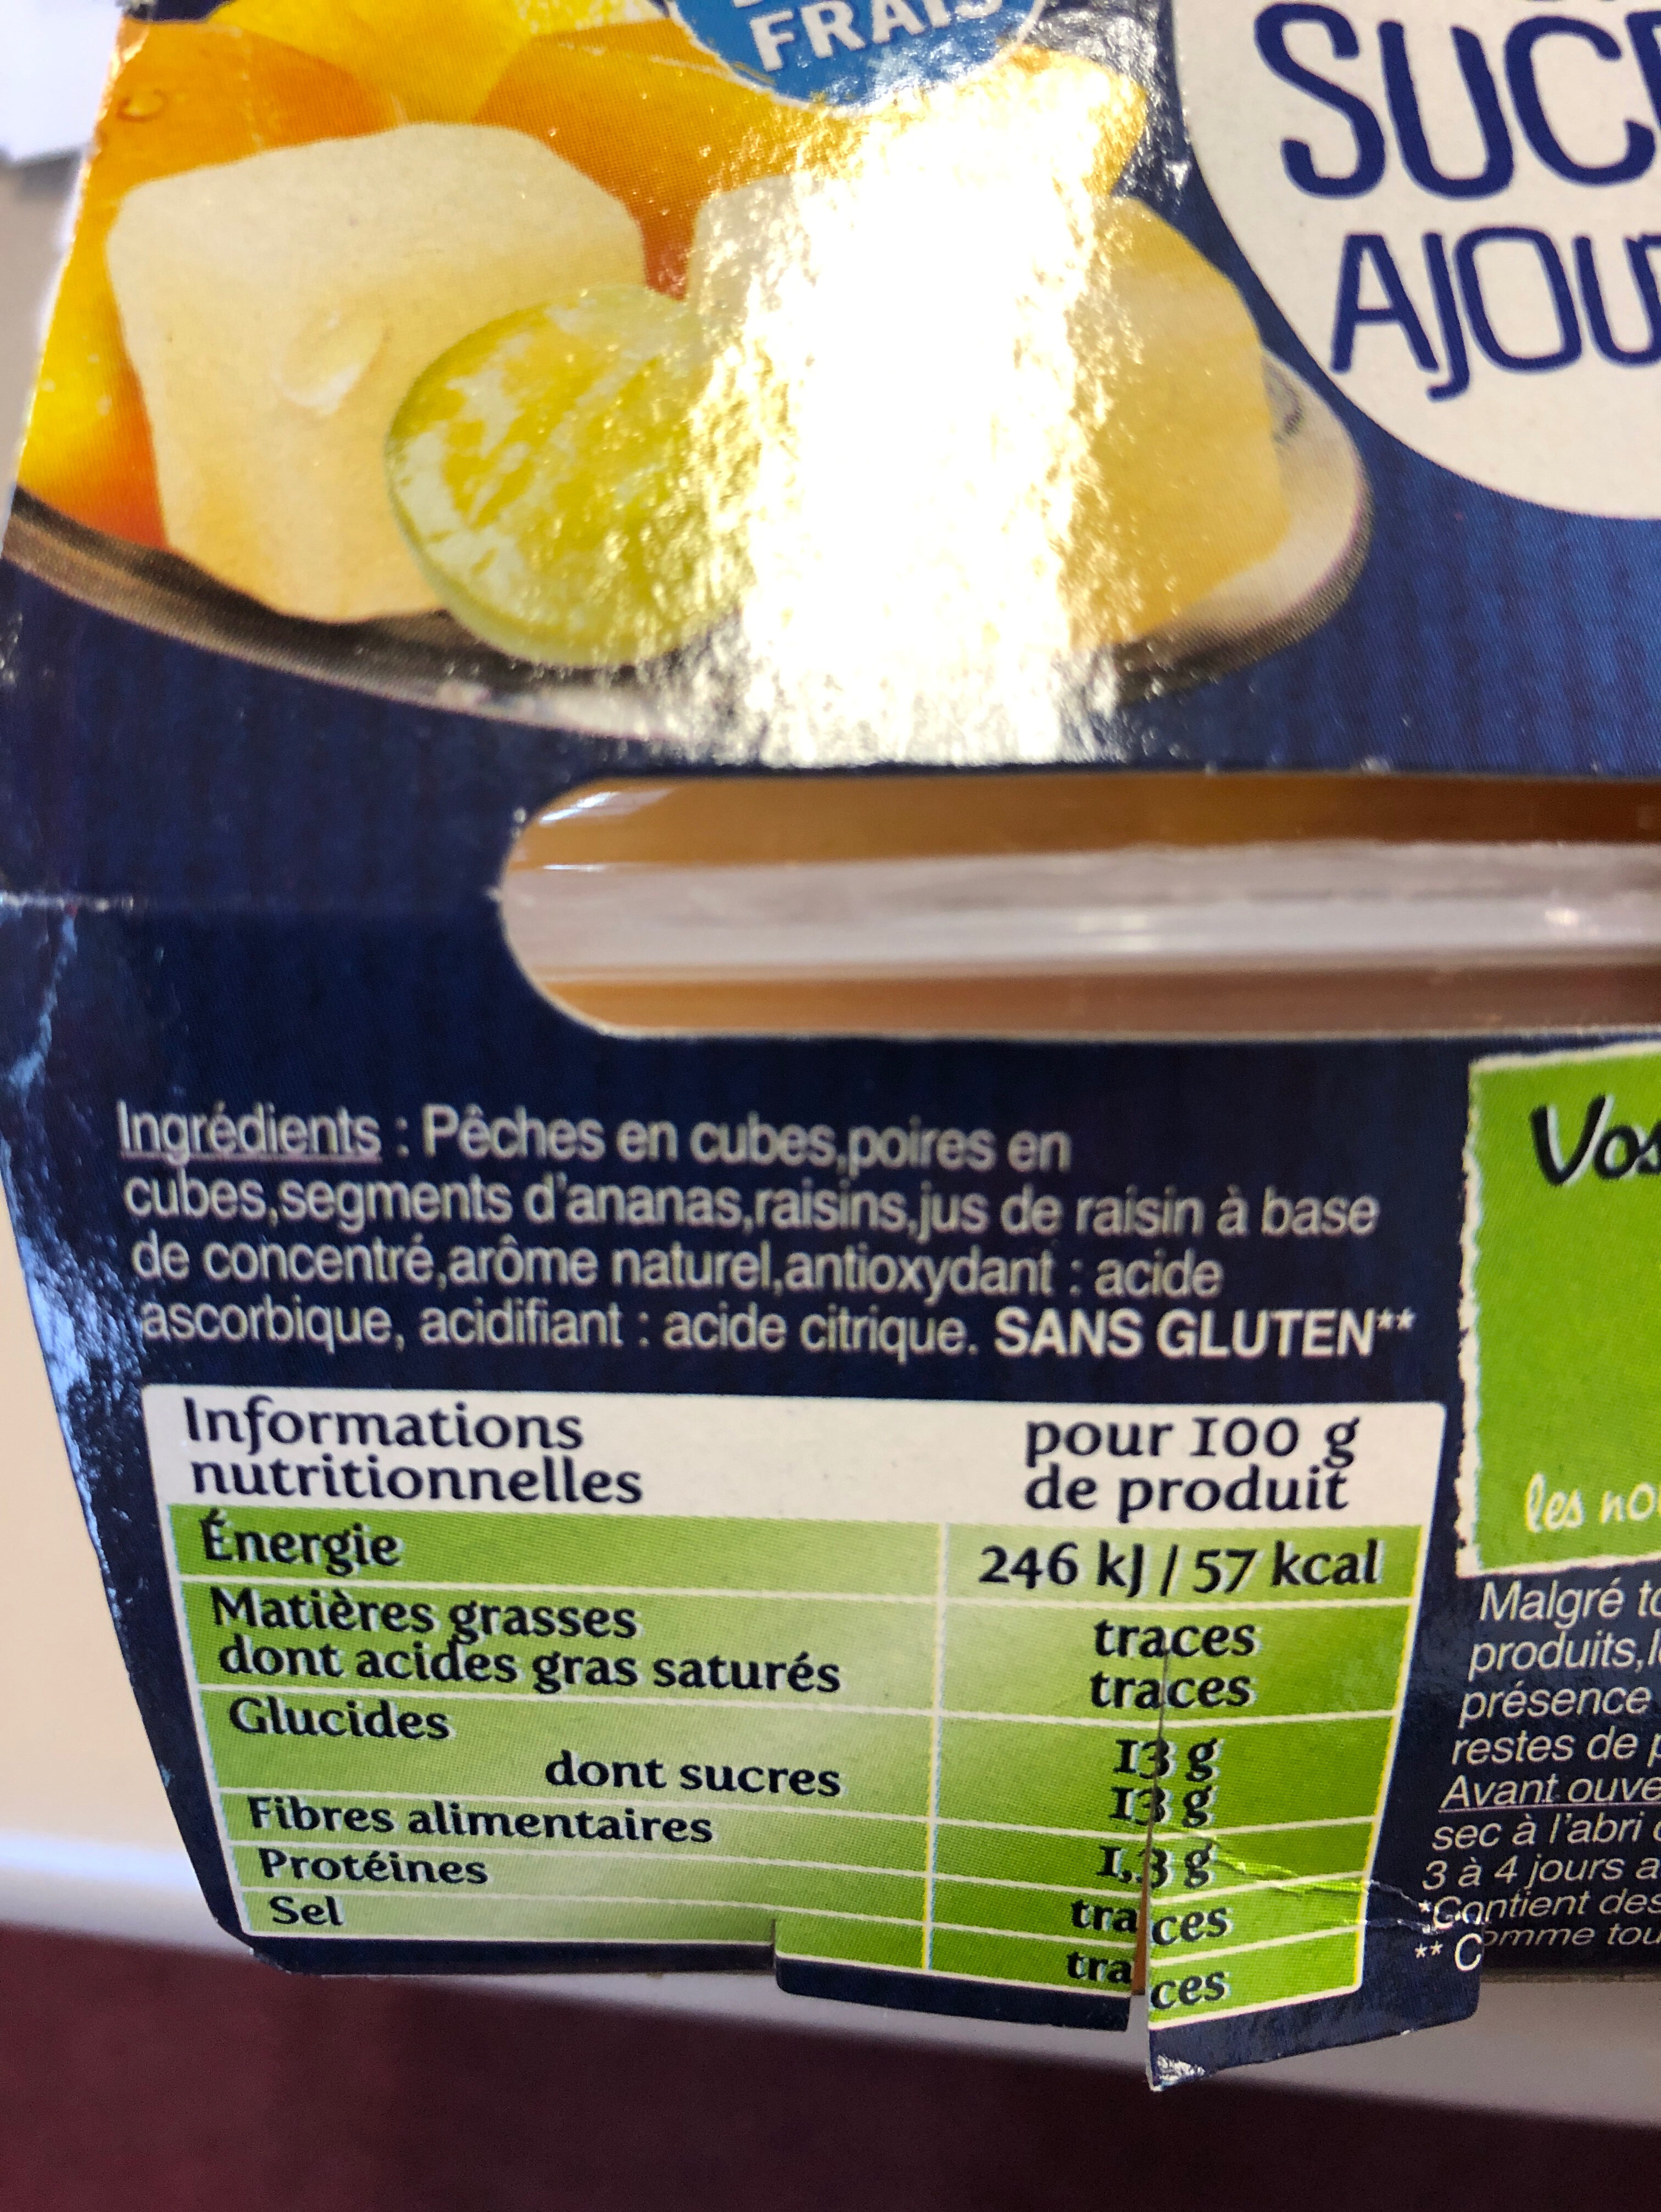 FRAIS
SUC
AJOU
Ingrédients : Pêches en cubes,poires en
cubes,segments d'ananas,raisins,jus de raisin à base
de concentré,arôme naturel,antioxydant : acide
ascorbique, acidifiant : acide citrique. SANS GLUTEN**
Informations
nutritionnelles
pour 100 g
de produit
Énergie 246 kJ / 57 kcal
Matières grasses traces
dont acides gras saturés traces
Glucides 13 g
dont sucres 13 g
Fibres alimentaires 1,3 g
Protéines traces
Sel traces
Vos
les no
Malgré to
produits,l
présence
restes de p
Avant ouve
sec à l'abri
3 à 4 jours a
*Contient des
** Comme tou